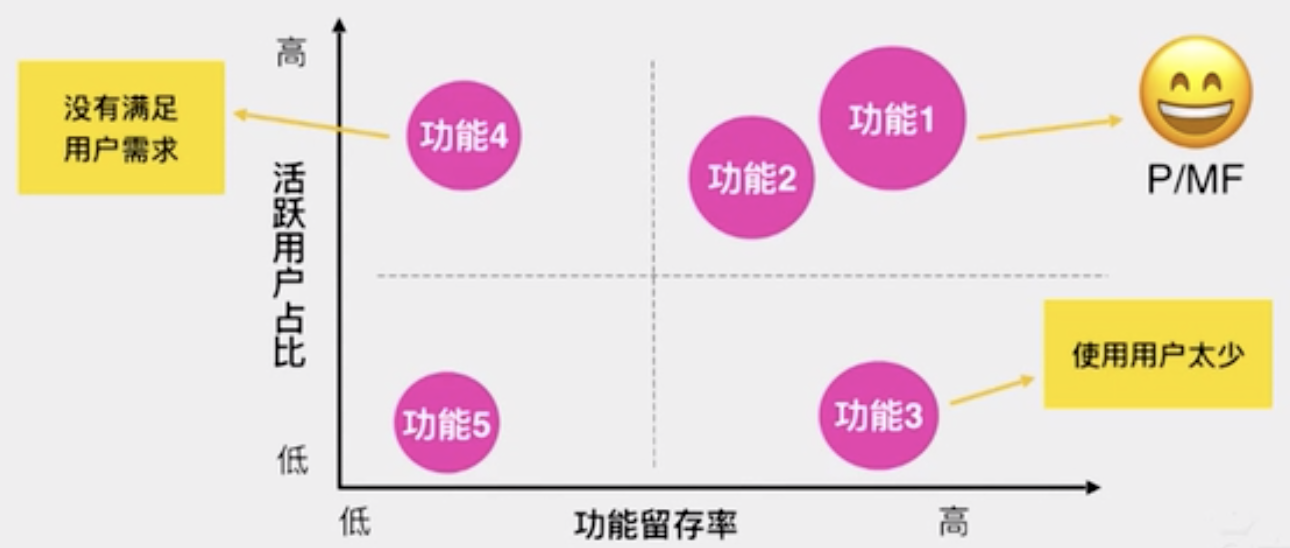 高
没有满足
用户需求
功能4
功能2
功能1
P/MF
活跃用户占比
使用用户太少
功能5
功能3
低
低
功能留存率
高